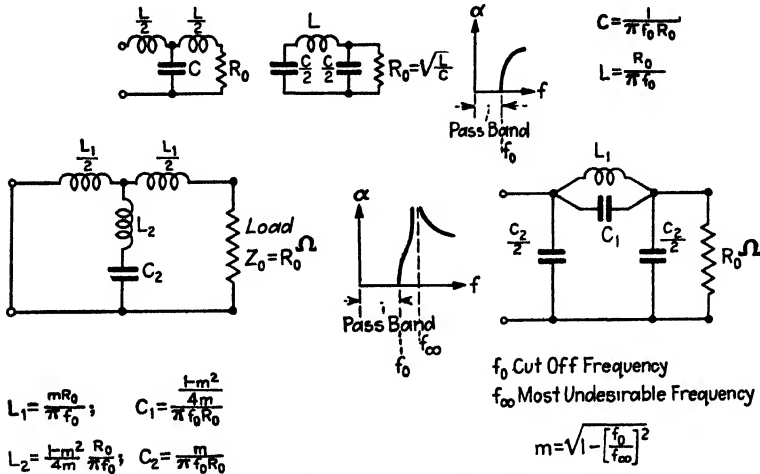 L/2 L/2
C R₀
L
C/2 C/2 R₀=√L/C
α
f
Pass Band
f₀
C=1/πf₀R₀
L=R₀/πf₀
L₁/2 L₁/2
L₂
C₂
Load
Z₀=R₀Ω
α
f
Pass Band
f₀
f∞
L₁
C₁
C₂/2 C₂/2
R₀Ω
f₀ Cut Off Frequency
f∞ Most Undesirable Frequency
L₁=mR₀/πf₀; C₁=(1-m²/4m)/πf₀R₀
L₂=1-m²/4m R₀/πf₀; C₂=m/πf₀R₀
m=√1-[f₀/f∞]²